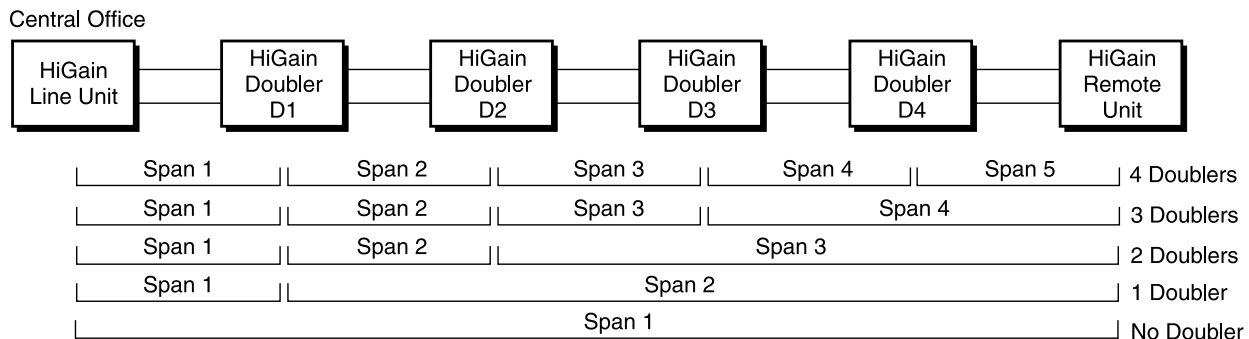 Central Office
HiGain
Line Unit
HiGain
Doubler
D1
HiGain
Doubler
D2
HiGain
Doubler
D3
HiGain
Doubler
D4
HiGain
Remote
Unit
Span 1 Span 2 Span 3 Span 4 Span 5 4 Doublers
Span 1 Span 2 Span 3 Span 4 3 Doublers
Span 1 Span 2 Span 3 2 Doublers
Span 1 Span 2 1 Doubler
Span 1 No Doubler